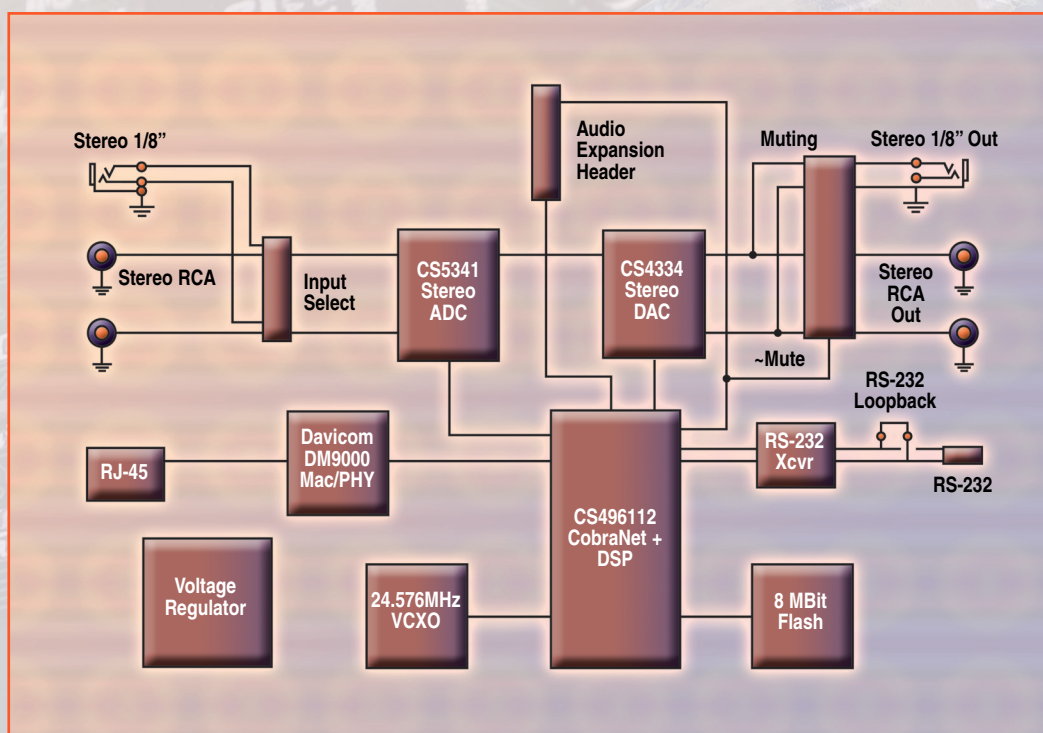 Stereo 1/8”
Audio
Expansion
Header
Muting
Stereo 1/8” Out
Stereo RCA
Input
Select
CS5341
Stereo
ADC
CS4334
Stereo
DAC
Stereo
RCA
Out
~Mute
RS-232
Loopback
RJ-45
Davicom
DM9000
Mac/PHY
RS-232
Xcvr
RS-232
CS496112
CobraNet +
DSP
Voltage
Regulator
24.576MHz
VCXO
8 MBit
Flash